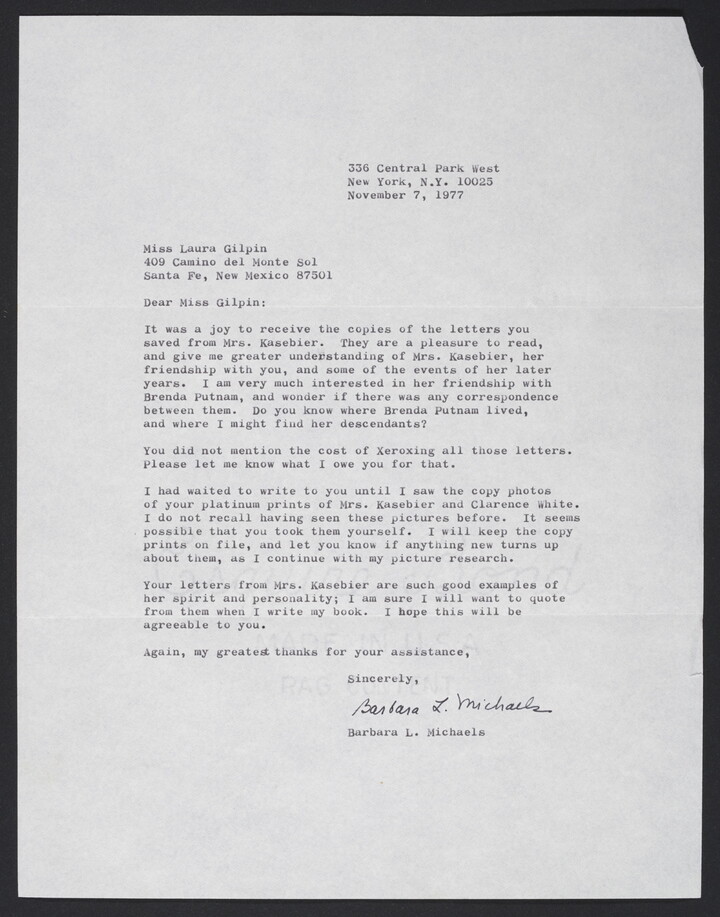 336 Central Park West
New York, N.Y. 10025
November 7, 1977
Miss Laura Gilpin
409 Camino del Monte Sol
Santa Fe, New Mexico 87501
Dear Miss Gilpin:
It was a joy to receive the copies of the letters you
saved from Mrs. Kasebier. They are a pleasure to read,
and give me greater understanding of Mrs. Kasebier, her
friendship with you, and some of the events of her later
years. I am very much interested in her friendship with
Brenda Putnam, and wonder if there was any correspondence
between them. Do you know where Brenda Putnam lived,
and where I might find her descendants?
You did not mention the cost of Xeroxing all those letters.
Please let me know what I owe you for that.
I had waited to write to you until I saw the copy photos
of your platinum prints of Mrs. Kasebier and Clarence White.
I do not recall having seen these pictures before. It seems
possible that you took them yourself. I will keep the copy
prints on file, and let you know if anything new turns up
about them, as I continue with my picture research.
Your letters from Mrs. Kasebier are such good examples of
her spirit and personality; I am sure I will want to quote
from them when I write my book. I hope this will be
agreeable to you.
Again, my greatest thanks for your assistance,
MADE IN U.S.A
Sincerely,
RAG CONTENT
Barbara L. Michaels
Barbara L. Michaels